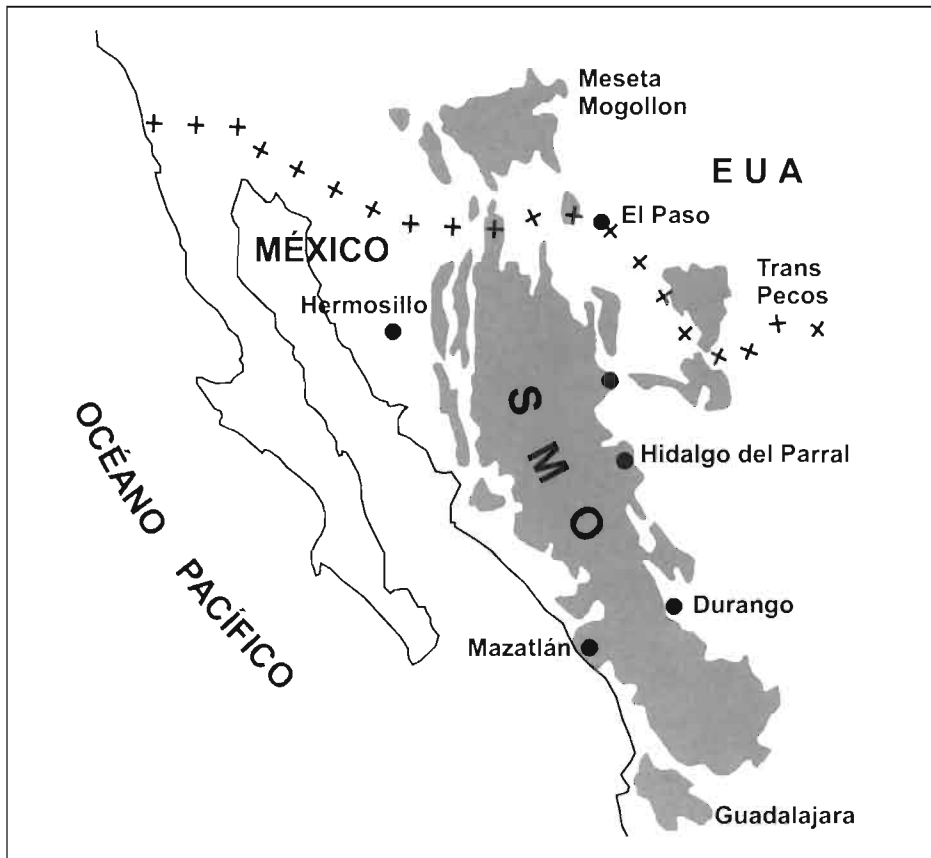 Meseta
Mogollon
E U A
El Paso
MÉXICO
Trans
Pecos
Hermosillo
S M O
Hidalgo del Parral
OCÉANO PACÍFICO
Durango
Mazatlán
Guadalajara